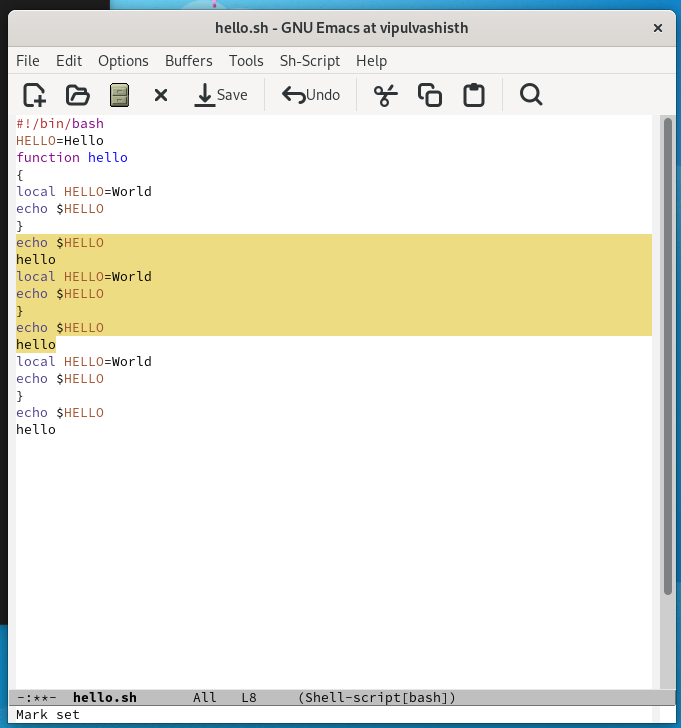 hello.sh - GNU Emacs at vipulvashisth
File Edit Options Buffers Tools Sh-Script Help
Save Undo
#!/bin/bash
HELLO=Hello
function hello
{
local HELLO=World
echo $HELLO
}
echo $HELLO
hello
local HELLO=World
echo $HELLO
}
echo $HELLO
hello
local HELLO=World
echo $HELLO
}
echo $HELLO
hello
-:**- hello.sh All L8 (Shell-script[bash])
Mark set